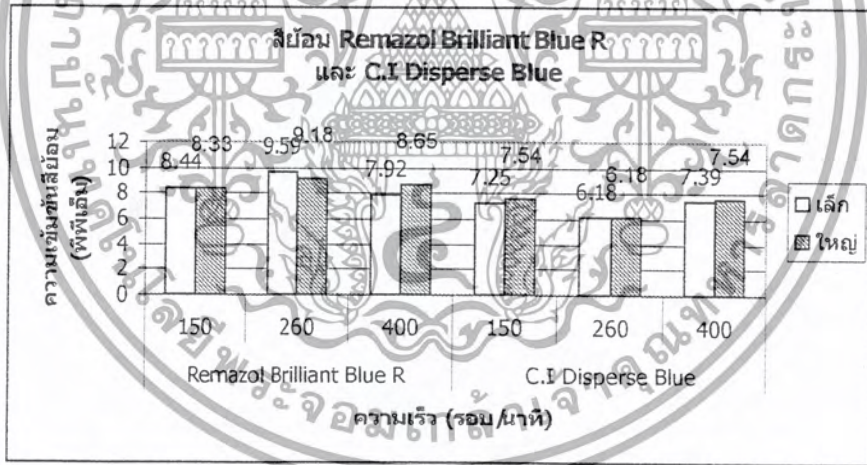 สีย้อม Remazol Brilliant Blue R
และ C.I Disperse Blue
ความเข้มข้นสีย้อม
(พีพีเอ็ม)
12
10
8
6
4
2
0
8.44 8.33 9.59 9.18 7.92 8.65 7.25 7.54 6.18 6.18 7.39 7.54
เล็ก
ใหญ่
150 260 400 150 260 400
Remazol Brilliant Blue R C.I Disperse Blue
ความเร็ว (รอบ/นาที)